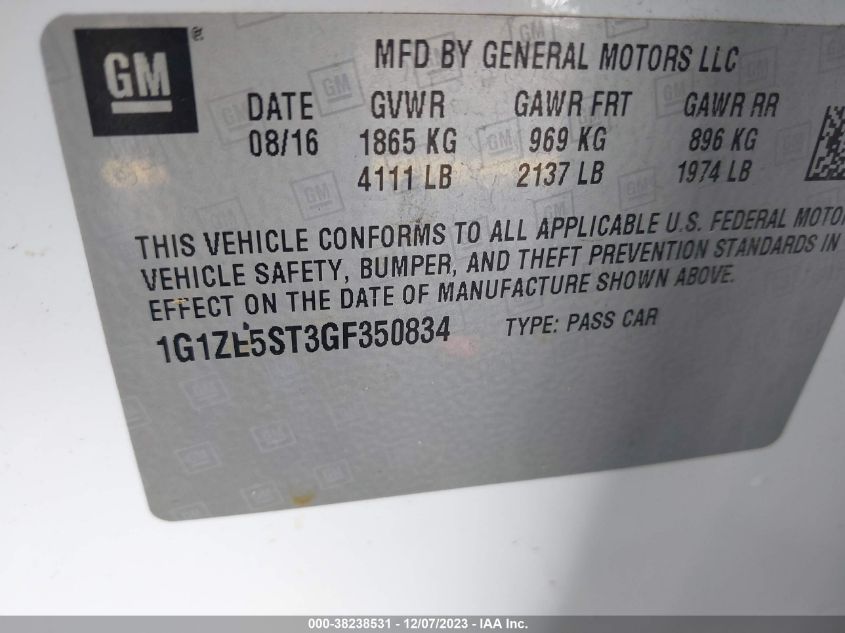 GM ® MFD BY GENERAL MOTORS LLC
DATE GVWR GAWR FRT GAWR RR
08/16 1865 KG 969 KG 896 KG
4111 LB 2137 LB 1974 LB
THIS VEHICLE CONFORMS TO ALL APPLICABLE U.S. FEDERAL MOTO
VEHICLE SAFETY, BUMPER, AND THEFT PREVENTION STANDARDS IN
EFFECT ON THE DATE OF MANUFACTURE SHOWN ABOVE.
1G1ZE5ST3GF350834 TYPE: PASS CAR
000-38238531 - 12/07/2023 - IAA Inc.